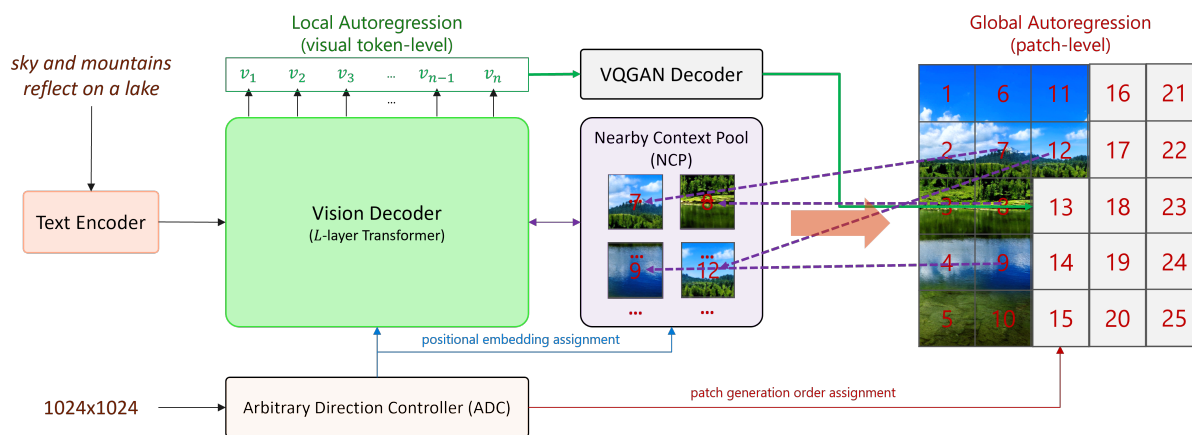 Local Autoregression
(visual token-level)
Global Autoregression
(patch-level)
sky and mountains
reflect on a lake
v1 v2 v3 ... vn−1 vn
...
VQGAN Decoder
Text Encoder
Vision Decoder
(L-layer Transformer)
Nearby Context Pool
(NCP)
7 8
... ...
9 12
... ...
1 6 11 16 21
2 7 12 17 22
3 8 13 18 23
4 9 14 19 24
5 10 15 20 25
positional embedding assignment
1024x1024
Arbitrary Direction Controller (ADC)
patch generation order assignment